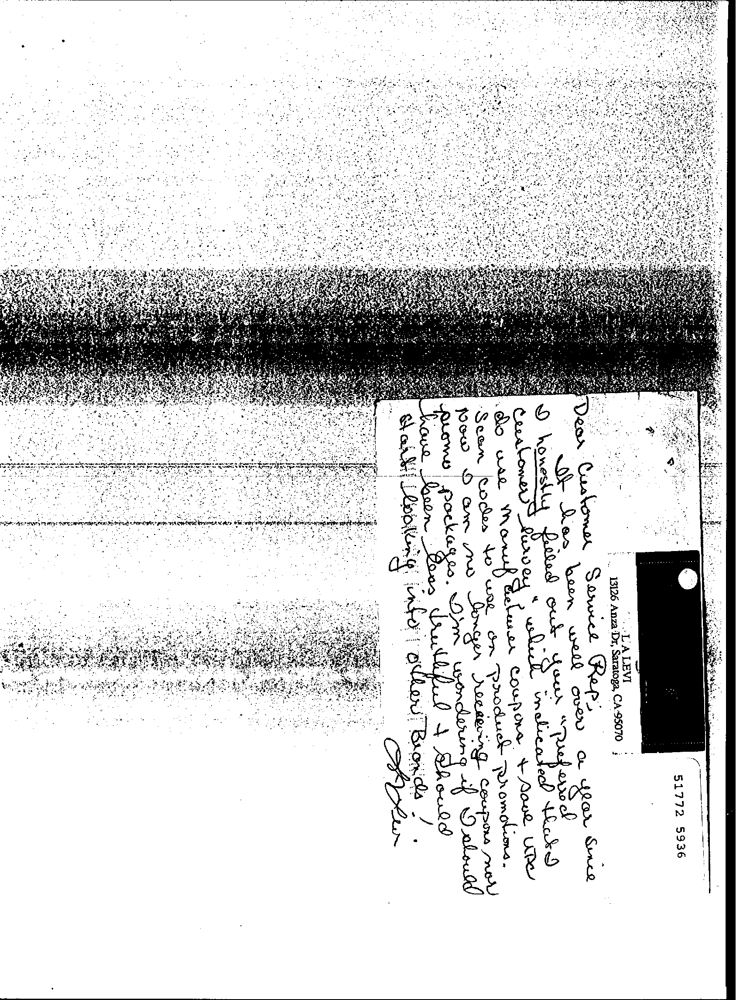 L A LEVI
13126 Anza Dr. Saratoga, CA 95070
Dear Customer Service Rep,
It has been well over a year since
I honestly filled out your "preferred
customer survey" which indicated that I
do use manufacturer coupons + save UPC
scan codes to use on product promotions.
Now I am no longer receiving coupons nor
promo packages. I'm wondering if I should
have been less truthful + should
start looking into other Brands!
51772 5936